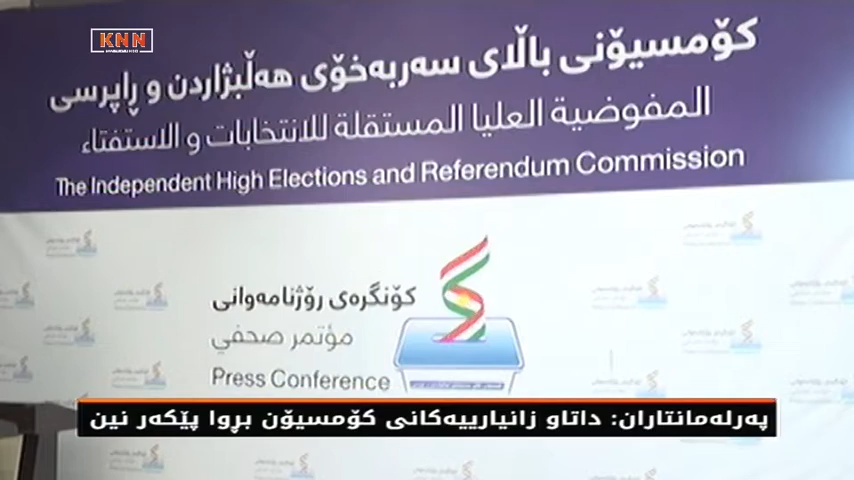 KNN
کۆمسیۆنی باڵای سەربەخۆی هەڵبژاردن و ڕاپرسی
المفوضية العليا المستقلة للانتخابات و الاستفتاء
The Independent High Elections and Referendum Commission
کۆنگرەی رۆژنامەوانی
مؤتمر صحفي
Press Conference
پەرلەمانتاران: داتاو زانیارییەکانی کۆمسیۆن بڕوا پێکەر نین